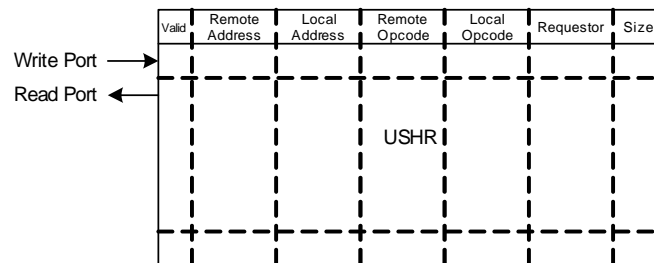 Valid Remote Address Local Address Remote Opcode Local Opcode Requestor Size
Write Port
Read Port
USHR